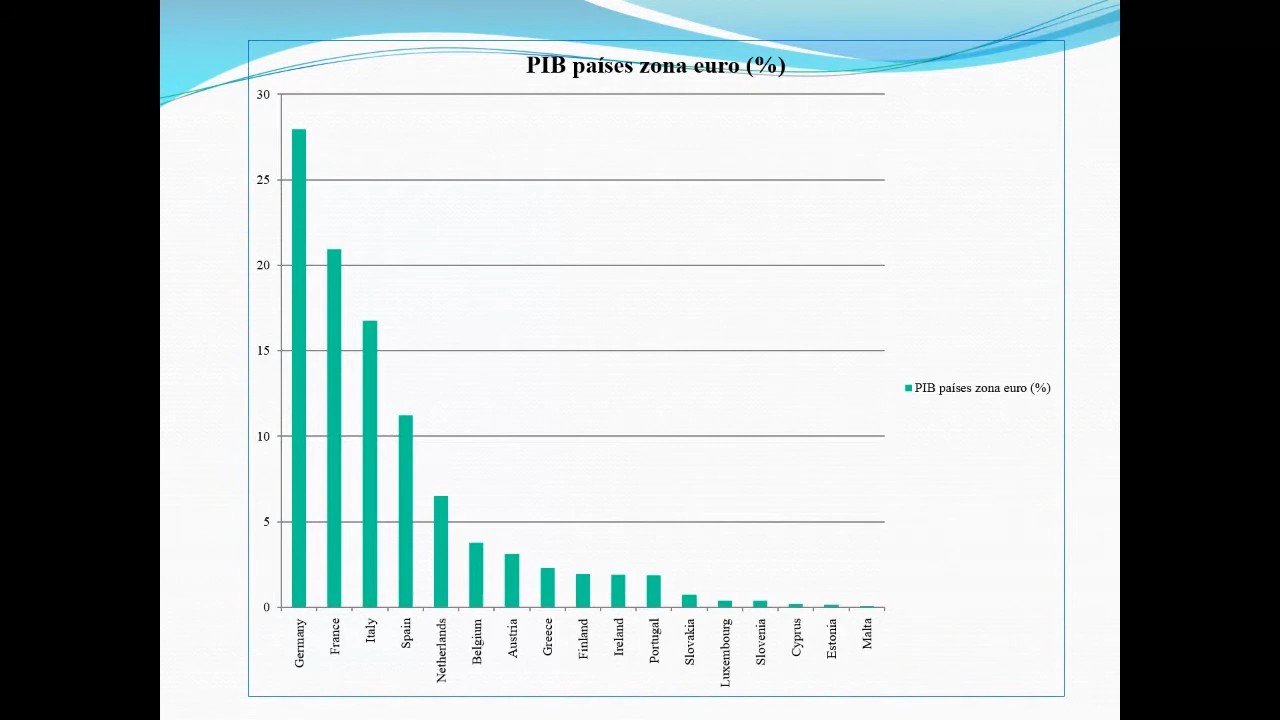 PIB países zona euro (%)
30
25
20
15
10
5
0
PIB países zona euro (%)
Germany
France
Italy
Spain
Netherlands
Belgium
Austria
Greece
Finland
Ireland
Portugal
Slovakia
Luxembourg
Slovenia
Cyprus
Estonia
Malta